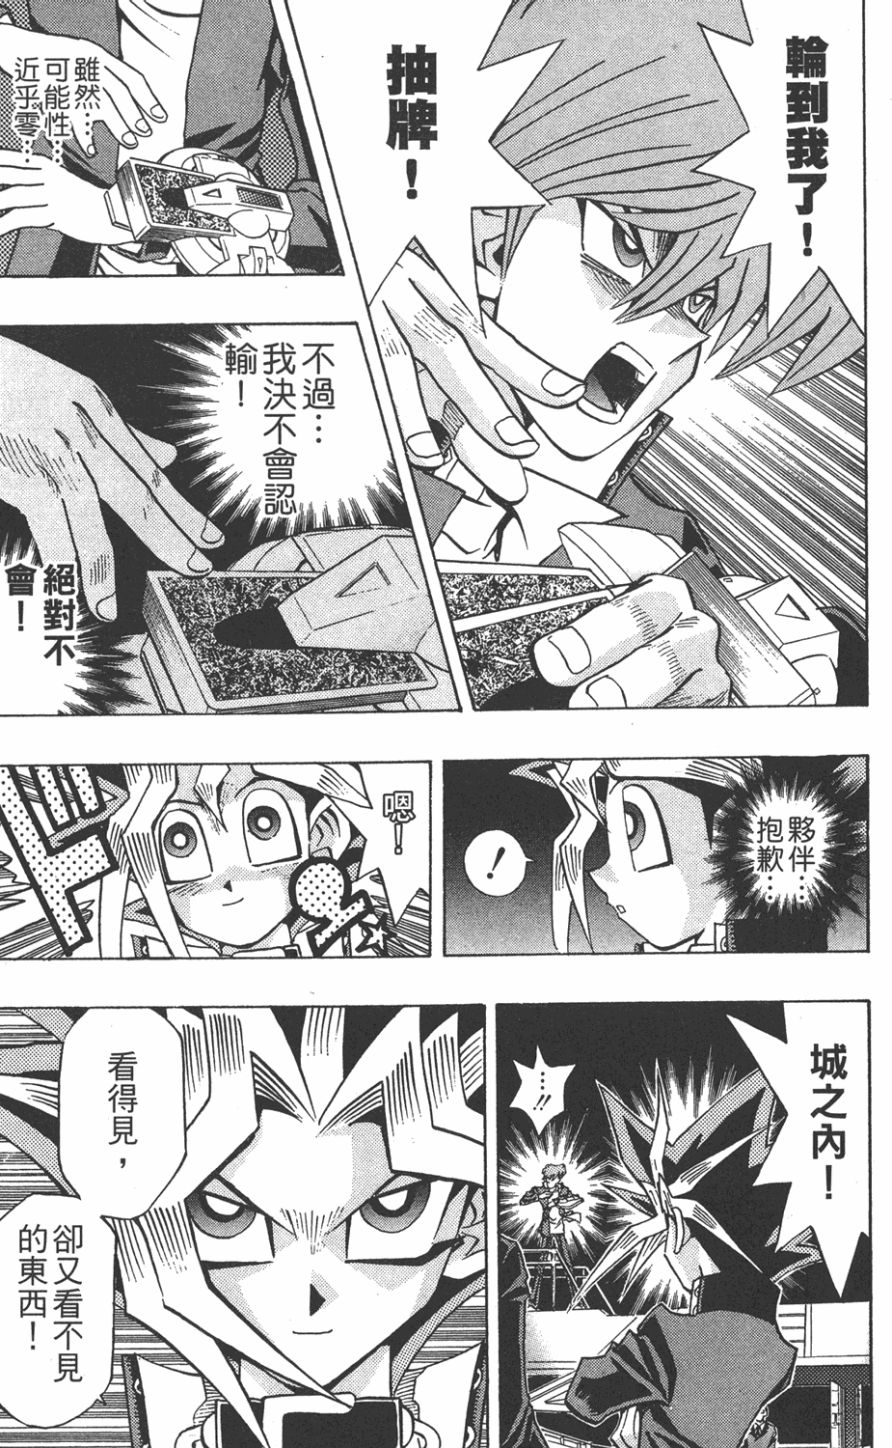 輪到我了！
抽牌！
雖然…
可能性…
近乎零…
不過…
我決不會認
輸！
絕對不
會！
夥伴…
抱歉…
！
嗯！
城之內！
…!!
看得見，
卻又看不見
的東西！